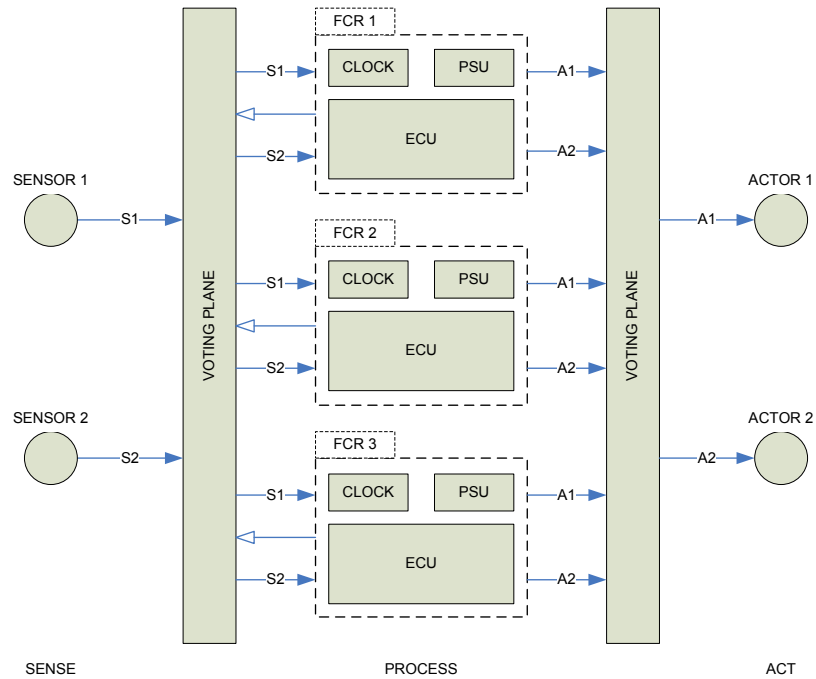 FCR 1
CLOCK
PSU
ECU
S1
S2
A1
A2
SENSOR 1
S1
SENSOR 2
S2
VOTING PLANE
FCR 2
CLOCK
PSU
ECU
S1
S2
A1
A2
FCR 3
CLOCK
PSU
ECU
S1
S2
A1
A2
VOTING PLANE
ACTOR 1
A1
ACTOR 2
A2
SENSE
PROCESS
ACT